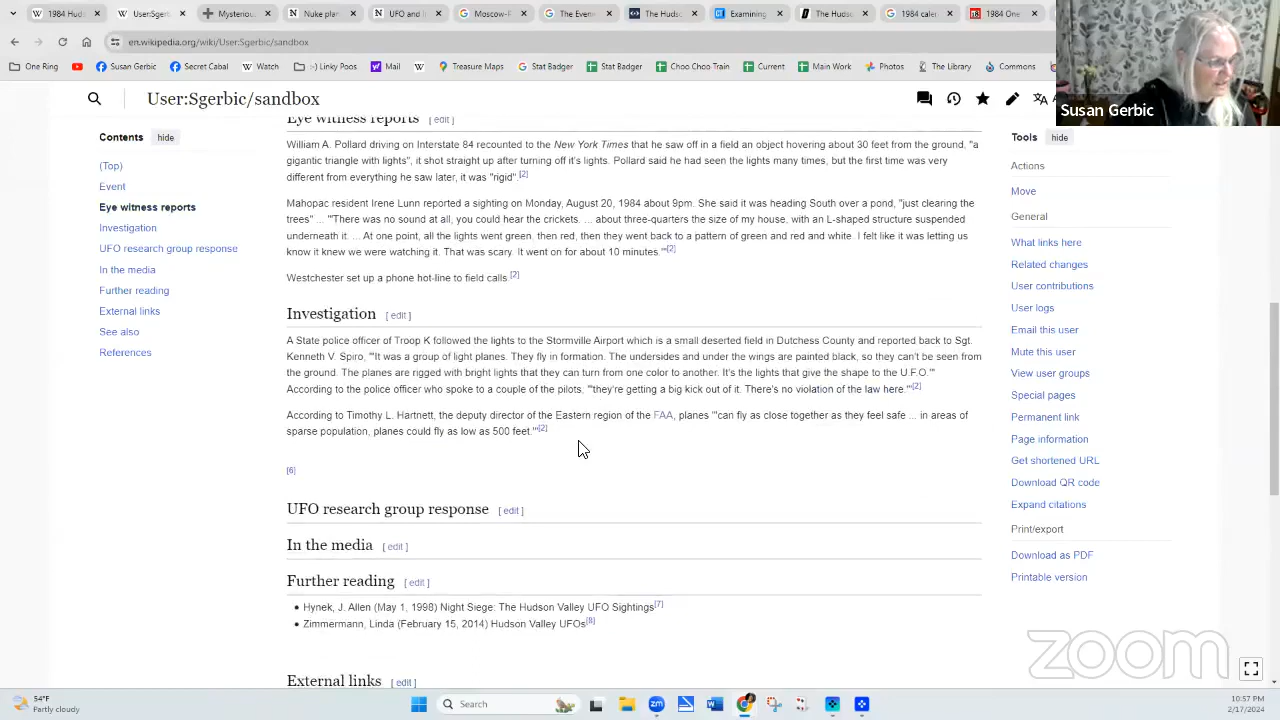 1984 Hud
User:Sger
Mysterious
Nuke plan
UFO and
Moscow-F
The Even
The Hudso
Examining
The Hudso
1984 cale
1984 One
en.wikipedia.org/wiki/User:Sgerbic/sandbox
One Ring
Susan Gerbic
Secret Cabal
Watch
:-) Linky Pool
Mail
Treasure Maps
Stat Badger
Stat Badger
Choo Choo Train
Current
Main Work
Photos
The Library
Commons
Susan Gerbic
User:Sgerbic/sandbox
Contents hide
(Top)
Event
Eye witness reports
Investigation
UFO research group response
In the media
Further reading
External links
See also
References
Eye witness reports [ edit ]
William A. Pollard driving on Interstate 84 recounted to the New York Times that he saw off in a field an object hovering about 30 feet from the ground, "a
gigantic triangle with lights", it shot straight up after turning off it's lights. Pollard said he had seen the lights many times, but the first time was very
different from everything he saw later, it was "rigid".[2]
Mahopac resident Irene Lunn reported a sighting on Monday, August 20, 1984 about 9pm. She said it was heading South over a pond, "just clearing the
trees" ... "There was no sound at all, you could hear the crickets. ... about three-quarters the size of my house. with an L-shaped structure suspended
underneath it. ... At one point, all the lights went green, then red, then they went back to a pattern of green and red and white. I felt like it was letting us
know it knew we were watching it. That was scary. It went on for about 10 minutes.'"[2]
Westchester set up a phone hot-line to field calls.[2]
Investigation [ edit ]
A State police officer of Troop K followed the lights to the Stormville Airport which is a small deserted field in Dutchess County and reported back to Sgt.
Kenneth V. Spiro, "'It was a group of light planes. They fly in formation. The undersides and under the wings are painted black, so they can't be seen from
the ground. The planes are rigged with bright lights that they can turn from one color to another. It's the lights that give the shape to the U.F.O.'"
According to the police officer who spoke to a couple of the pilots, "'they're getting a big kick out of it. There's no violation of the law here.'"[2]
According to Timothy L. Hartnett, the deputy director of the Eastern region of the FAA, planes "'can fly as close together as they feel safe ... in areas of
sparse population, planes could fly as low as 500 feet.'"[2]
[6]
UFO research group response [ edit ]
In the media [ edit ]
Further reading [ edit ]
• Hynek, J. Allen (May 1, 1998) Night Siege: The Hudson Valley UFO Sightings[7]
• Zimmermann, Linda (February 15, 2014) Hudson Valley UFOs[8]
External links [ edit ]
Tools hide
Actions
Move
General
What links here
Related changes
User contributions
User logs
Email this user
Mute this user
View user groups
Special pages
Permanent link
Page information
Get shortened URL
Download QR code
Expand citations
Print/export
Download as PDF
Printable version
zoom
54°F
Partly cloudy
Search
10:57 PM
2/17/2024